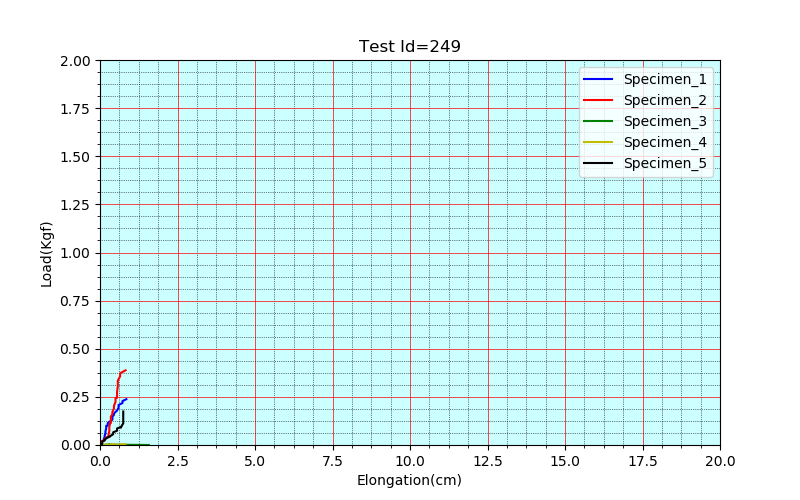 Test Id=249
2.00
1.75
1.50
1.25
1.00
0.75
0.50
0.25
0.00
Load(Kgf)
Specimen_1
Specimen_2
Specimen_3
Specimen_4
Specimen_5
0.0 2.5 5.0 7.5 10.0 12.5 15.0 17.5 20.0
Elongation(cm)